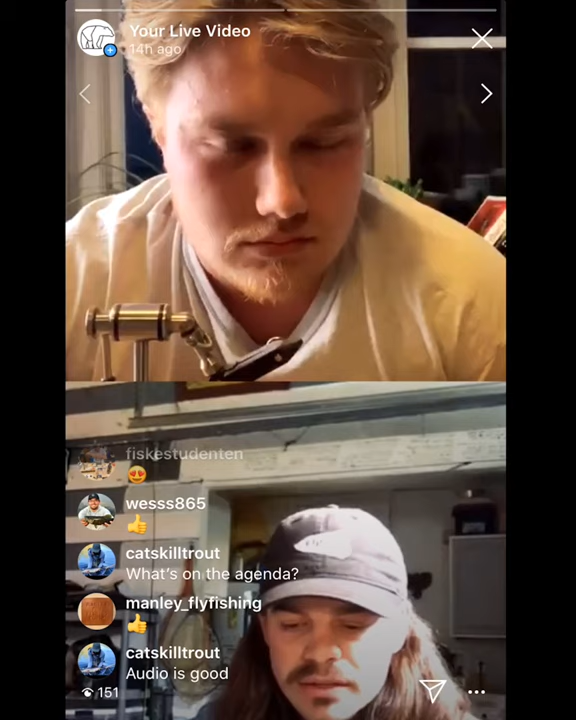 Your Live Video
14h ago
fiskestudenten
wesss865
catskilltrout
What's on the agenda?
manley_flyfishing
catskilltrout
Audio is good
151